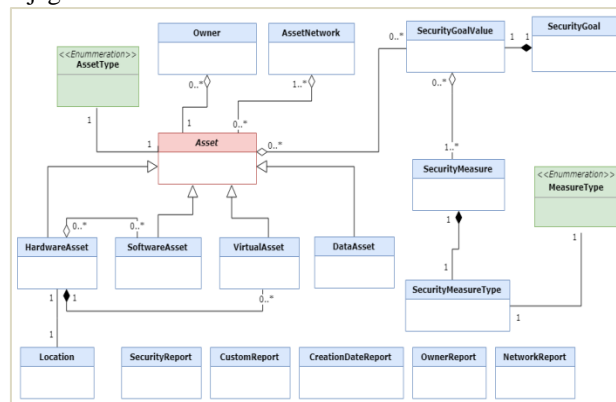 Owner
AssetNetwork
SecurityGoalValue
SecurityGoal
<<Enumeration>>
AssetType
0..*
1
1
0..*
1..*
1
1
0..*
0..*
Asset
0..*
0..*
1..*
SecurityMeasure
<<Enumeration>>
MeasureType
0..*
0..*
HardwareAsset
SoftwareAsset
VirtualAsset
DataAsset
1
1
1
SecurityMeasureType
1
1
0..*
1
1
Location
SecurityReport
CustomReport
CreationDateReport
OwnerReport
NetworkReport